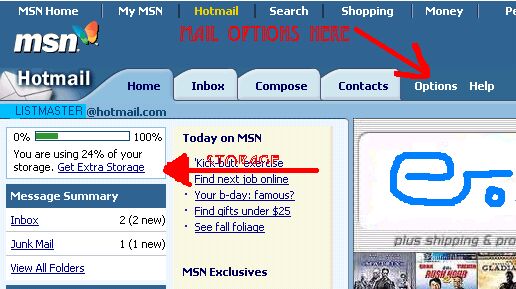 MSN Home My MSN Hotmail Search Shopping Money P
msn
MAIL OPTIONS HERE
Hotmail
Home Inbox Compose Contacts Options Help
LISTMASTER @hotmail.com
0% 100%
You are using 24% of your
storage. Get Extra Storage
STORAGE
Message Summary
Inbox 2 (2 new)
Junk Mail 1 (1 new)
View All Folders
Today on MSN
'Kick-butt' exercise
Find next job online
Your b-day: famous?
Find gifts under $25
See fall foliage
MSN Exclusives
plus shipping & pro
MATRIX
RUSH HOUR